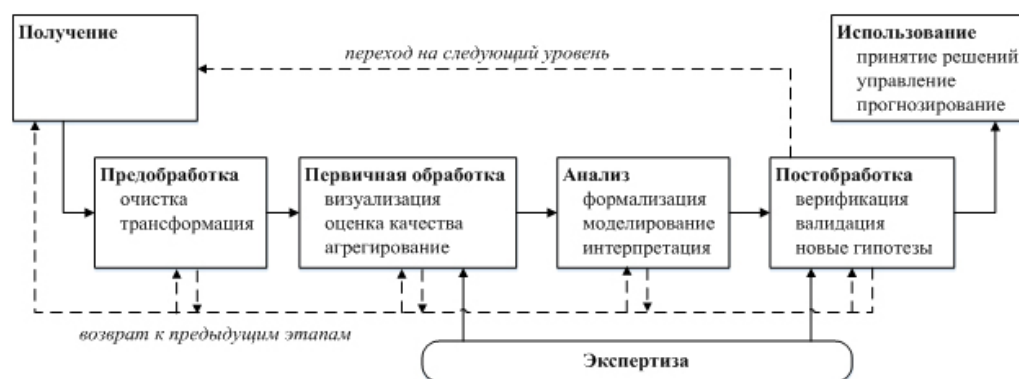 Получение
переход на следующий уровень
Использование
принятие решений
управление
прогнозирование
Предобработка
очистка
трансформация
Первичная обработка
визуализация
оценка качества
агрегирование
Анализ
формализация
моделирование
интерпретация
Постобработка
верификация
валидация
новые гипотезы
возврат к предыдущим этапам
Экспертиза